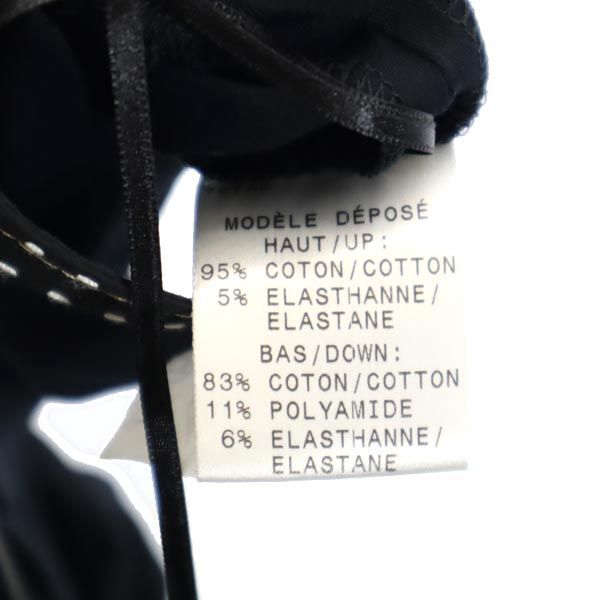 MODÈLE DÉPOSÉ
HAUT/UP:
95% COTON/COTTON
5% ELASTHANNE/
ELASTANE
BAS/DOWN:
83% COTON/COTTON
11% POLYAMIDE
6% ELASTHANNE/
ELASTANE